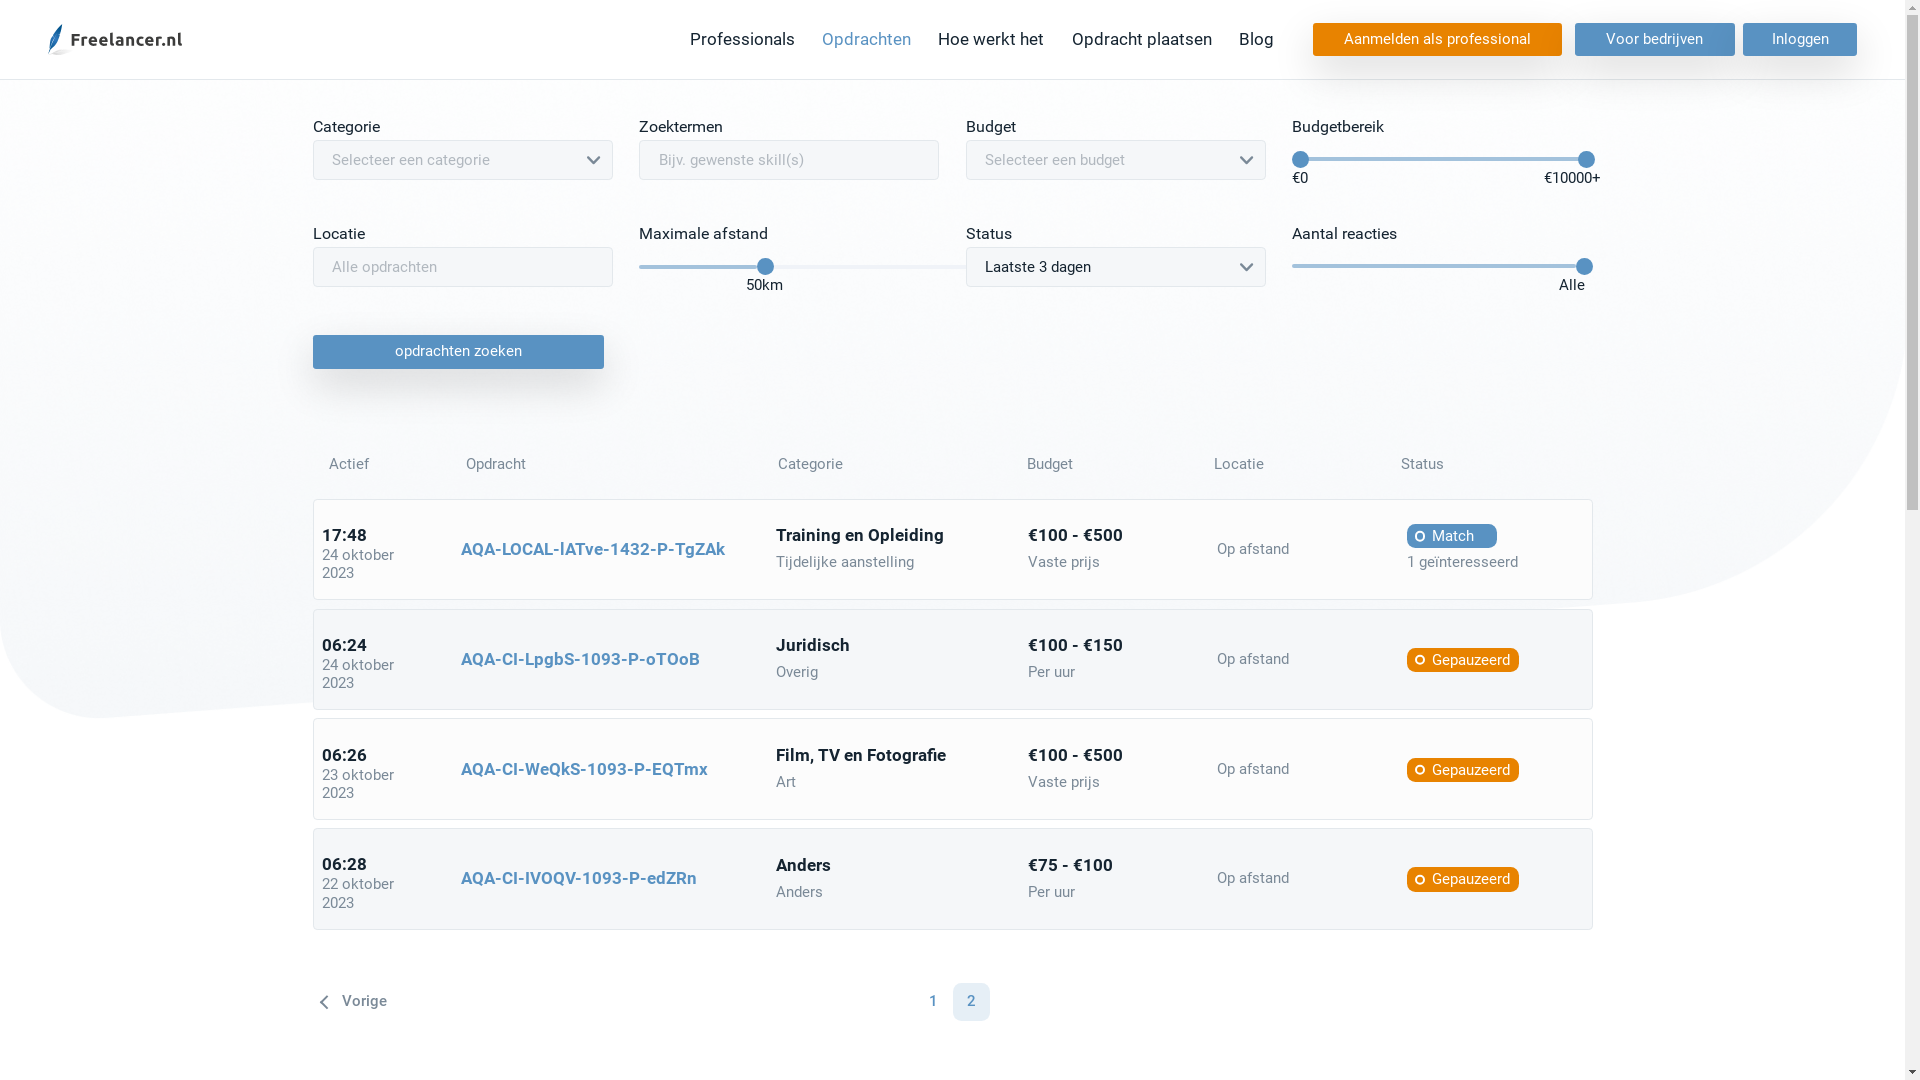 Freelancer.nl
Professionals Opdrachten Hoe werkt het Opdracht plaatsen Blog Aanmelden als professional Voor bedrijven Inloggen
Categorie Zoektermen Budget Budgetbereik
Selecteer een categorie Bijv. gewenste skill(s) Selecteer een budget
€0 €10000+
Locatie Maximale afstand Status Aantal reacties
Alle opdrachten Laatste 3 dagen
50km Alle
opdrachten zoeken
Actief Opdracht Categorie Budget Locatie Status
17:48
24 oktober
2023
AQA-LOCAL-lATve-1432-P-TgZAk
Training en Opleiding
Tijdelijke aanstelling
€100 - €500
Vaste prijs
Op afstand
Match
1 geïnteresseerd
06:24
24 oktober
2023
AQA-CI-LpgbS-1093-P-oTOoB
Juridisch
Overig
€100 - €150
Per uur
Op afstand
Gepauzeerd
06:26
23 oktober
2023
AQA-CI-WeQkS-1093-P-EQTmx
Film, TV en Fotografie
Art
€100 - €500
Vaste prijs
Op afstand
Gepauzeerd
06:28
22 oktober
2023
AQA-CI-IVOQV-1093-P-edZRn
Anders
Anders
€75 - €100
Per uur
Op afstand
Gepauzeerd
Vorige 1 2